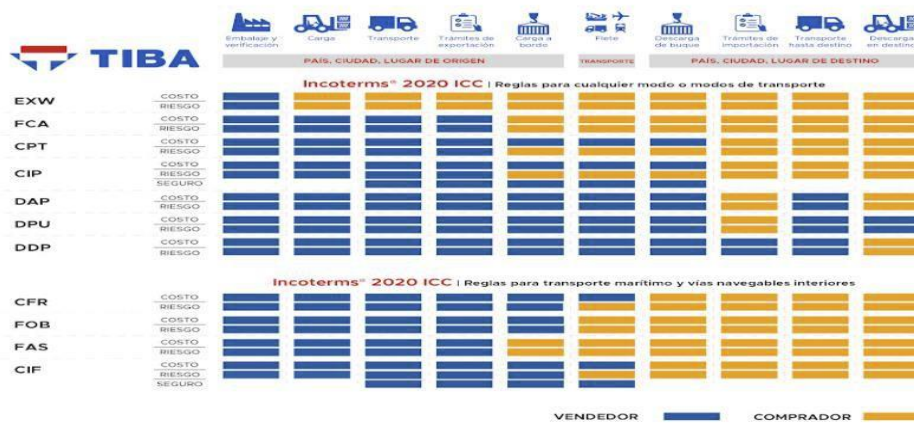 Embalaje y verificación
Carga
Transporte
Trámites de exportación
Carga a bordo
Flete
Descarga de buque
Trámites de importación
Transporte hasta destino
Descarga en destino
TIBA
PAÍS, CIUDAD, LUGAR DE ORIGEN
TRANSPORTE
PAÍS, CIUDAD, LUGAR DE DESTINO
Incoterms® 2020 ICC | Reglas para cualquier modo o modos de transporte
EXW
COSTO
RIESGO
FCA
COSTO
RIESGO
CPT
COSTO
RIESGO
CIP
COSTO
RIESGO
SEGURO
DAP
COSTO
RIESGO
DPU
COSTO
RIESGO
DDP
COSTO
RIESGO
Incoterms® 2020 ICC | Reglas para transporte marítimo y vías navegables interiores
CFR
COSTO
RIESGO
FOB
COSTO
RIESGO
FAS
COSTO
RIESGO
CIF
COSTO
RIESGO
SEGURO
VENDEDOR
COMPRADOR